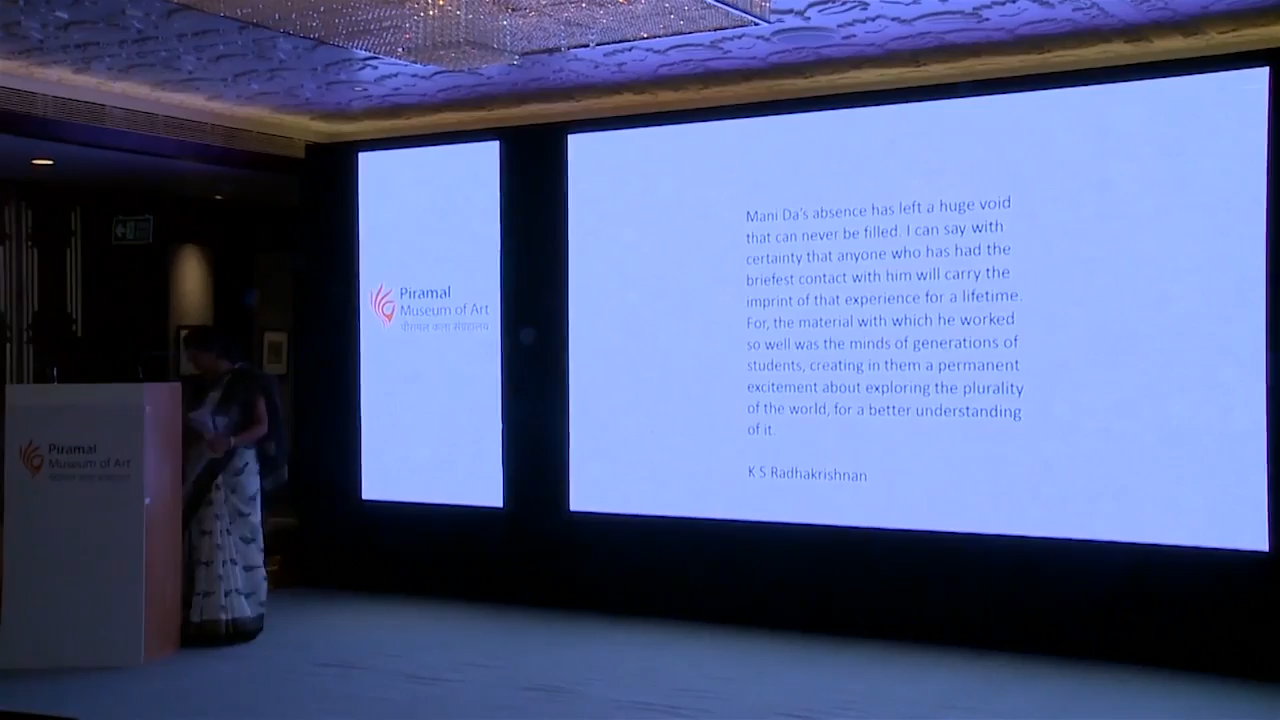 Piramal
Museum of Art
पीरामल कला संग्रहालय
Mani Da's absence has left a huge void
that can never be filled. I can say with
certainty that anyone who has had the
briefest contact with him will carry the
imprint of that experience for a lifetime.
For, the material with which he worked
so well was the minds of generations of
students, creating in them a permanent
excitement about exploring the plurality
of the world, for a better understanding
of it.
K S Radhakrishnan
Piramal
Museum of Art